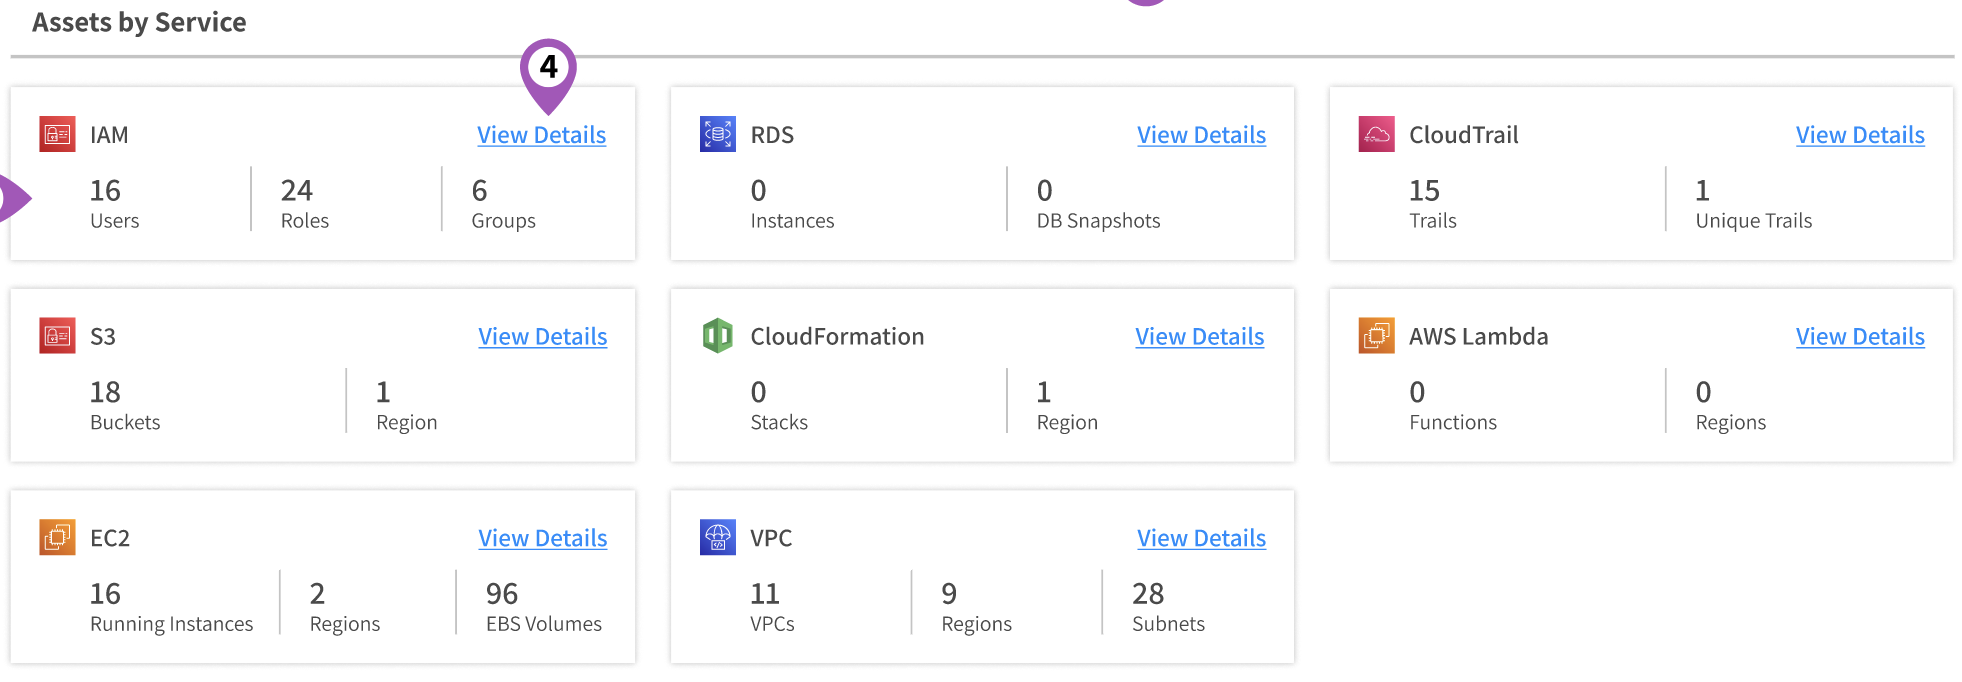 Assets by Service
4
IAM View Details
16 24 6
Users Roles Groups
RDS View Details
0 0
Instances DB Snapshots
CloudTrail View Details
15 1
Trails Unique Trails
S3 View Details
18 1
Buckets Region
CloudFormation View Details
0 1
Stacks Region
AWS Lambda View Details
0 0
Functions Regions
EC2 View Details
16 2 96
Running Instances Regions EBS Volumes
VPC View Details
11 9 28
VPCs Regions Subnets